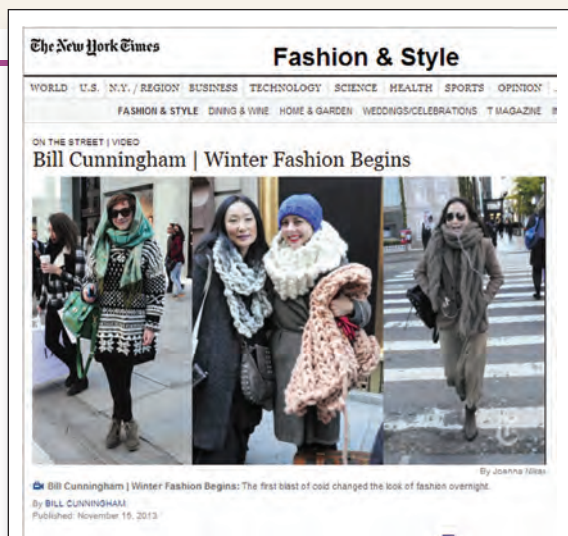 The New York Times
Fashion & Style
WORLD U.S. N.Y. / REGION BUSINESS TECHNOLOGY SCIENCE HEALTH SPORTS OPINION
FASHION & STYLE DINING & WINE HOME & GARDEN WEDDINGS/CELEBRATIONS T MAGAZINE
ON THE STREET | VIDEO
Bill Cunningham | Winter Fashion Begins
By Joanna Nikas
Bill Cunningham | Winter Fashion Begins: The first blast of cold changed the look of fashion overnight.
By BILL CUNNINGHAM
Published: November 15, 2013